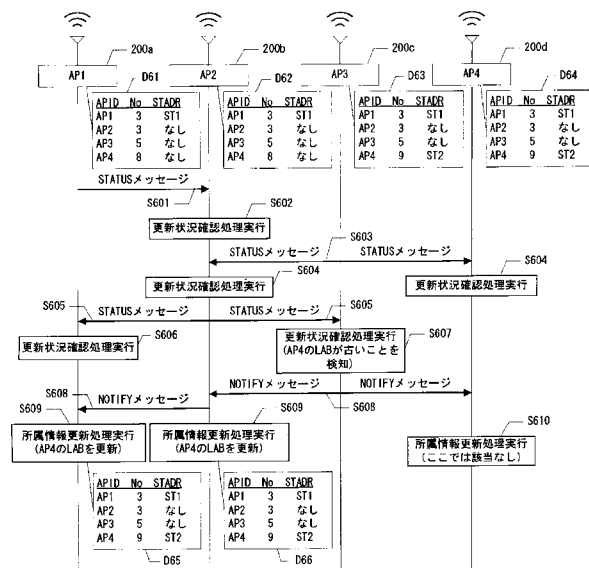 200a
200b
200c
200d
AP1
AP2
AP3
AP4
D61
D62
D63
D64
APID No STADR
AP1 3 ST1
AP2 3 なし
AP3 5 なし
AP4 8 なし
APID No STADR
AP1 3 ST1
AP2 3 なし
AP3 5 なし
AP4 8 なし
APID No STADR
AP1 3 ST1
AP2 3 なし
AP3 5 なし
AP4 9 ST2
APID No STADR
AP1 3 ST1
AP2 3 なし
AP3 5 なし
AP4 9 ST2
STATUSメッセージ
S601
S602
更新状況確認処理実行
S603
STATUSメッセージ
STATUSメッセージ
S604
更新状況確認処理実行
S604
更新状況確認処理実行
S605
STATUSメッセージ
STATUSメッセージ
S605
S606
更新状況確認処理実行
S607
更新状況確認処理実行
(AP4のLABが古いことを
検知)
NOTIFYメッセージ
NOTIFYメッセージ
S608
S608
NOTIFYメッセージ
S609
所属情報更新処理実行
(AP4のLABを更新)
S609
所属情報更新処理実行
(AP4のLABを更新)
S610
所属情報更新処理実行
(ここでは該当なし)
APID No STADR
AP1 3 ST1
AP2 3 なし
AP3 5 なし
AP4 9 ST2
D65
APID No STADR
AP1 3 ST1
AP2 3 なし
AP3 5 なし
AP4 9 ST2
D66